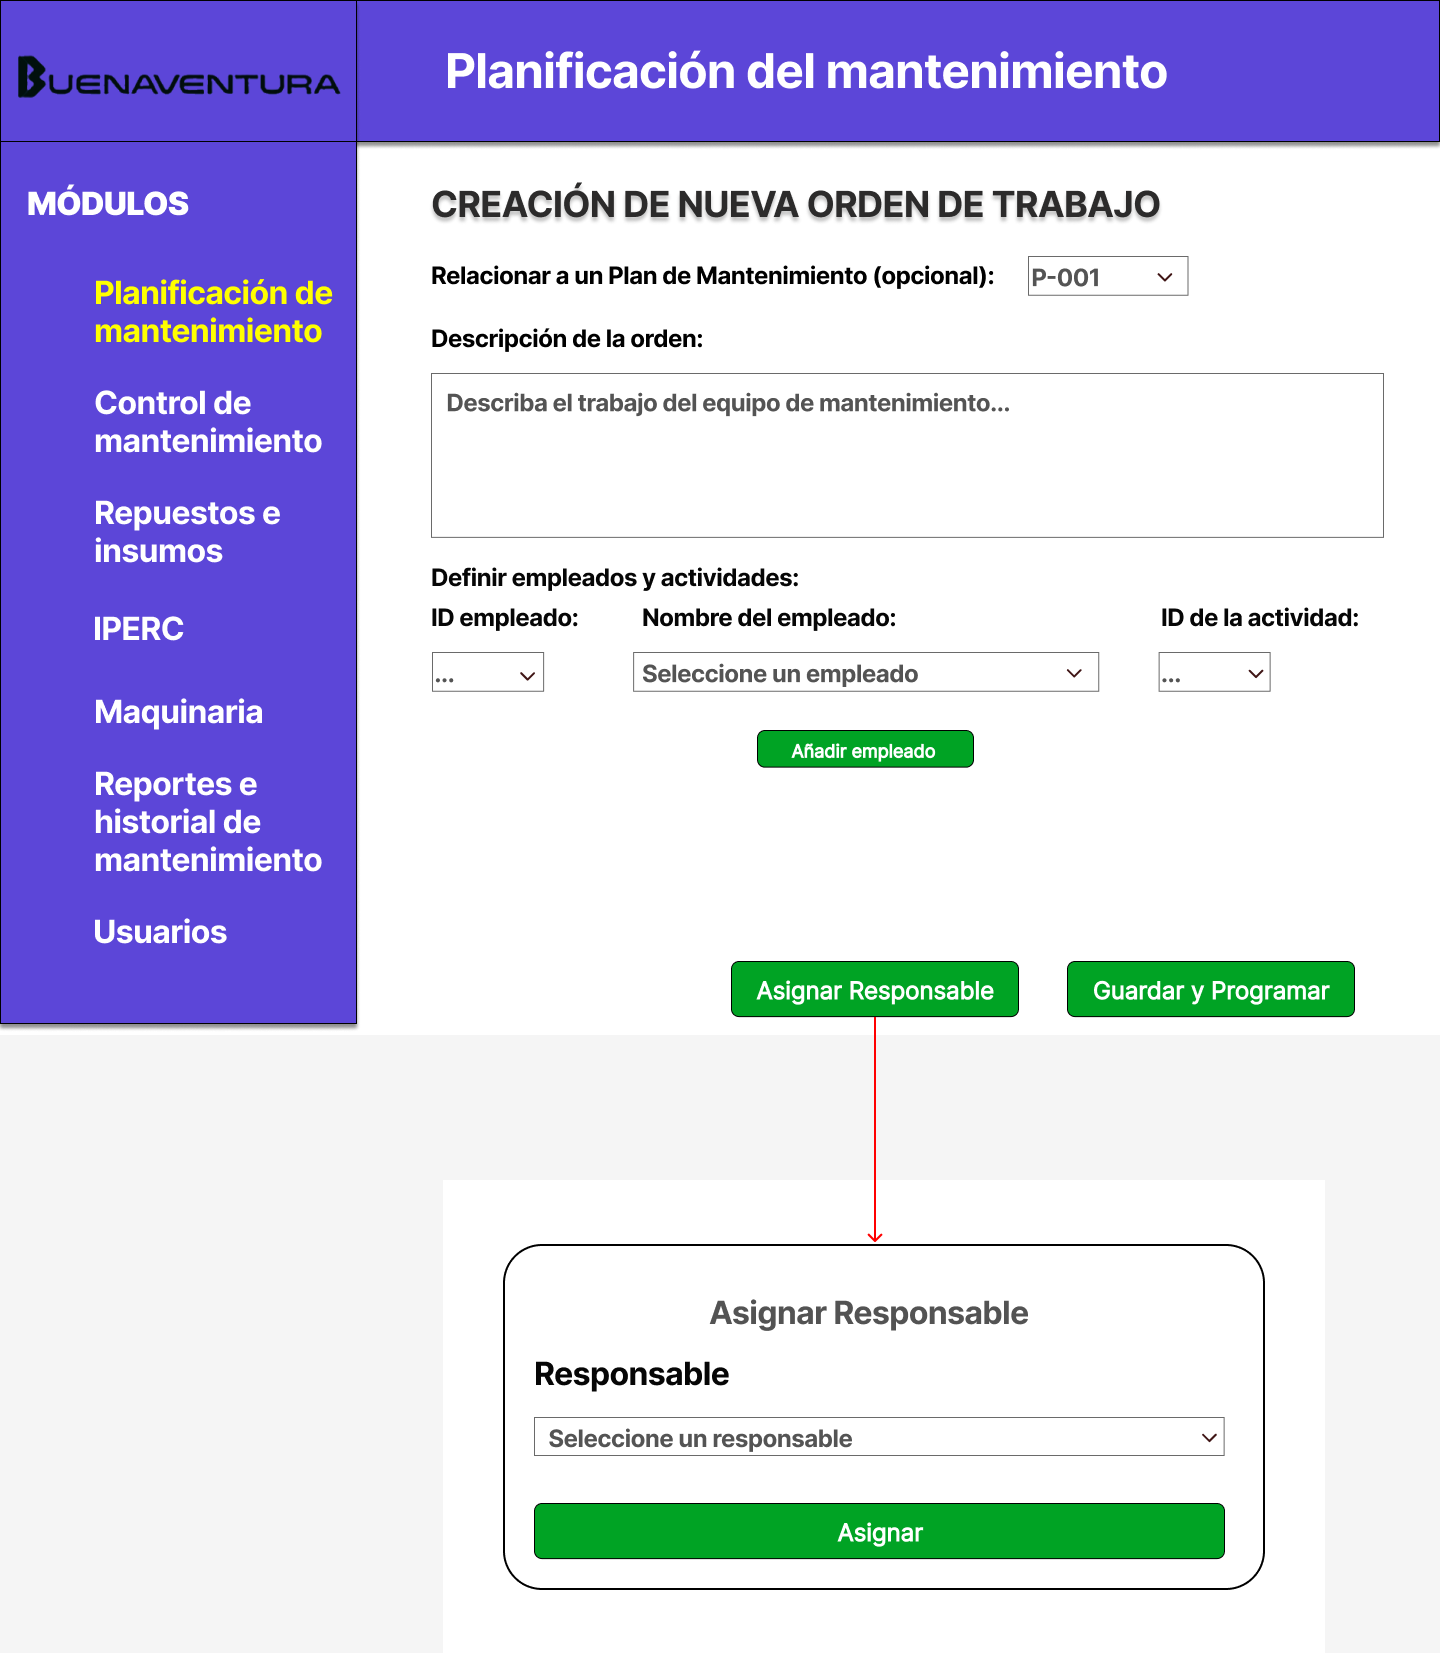 BUENAVENTURA
Planificación del mantenimiento
MÓDULOS
Planificación de
mantenimiento
Control de
mantenimiento
Repuestos e
insumos
IPERC
Maquinaria
Reportes e
historial de
mantenimiento
Usuarios
CREACIÓN DE NUEVA ORDEN DE TRABAJO
Relacionar a un Plan de Mantenimiento (opcional): P-001
Descripción de la orden:
Describa el trabajo del equipo de mantenimiento...
Definir empleados y actividades:
ID empleado: Nombre del empleado: ID de la actividad:
... Seleccione un empleado ...
Añadir empleado
Asignar Responsable Guardar y Programar
Asignar Responsable
Responsable
Seleccione un responsable
Asignar